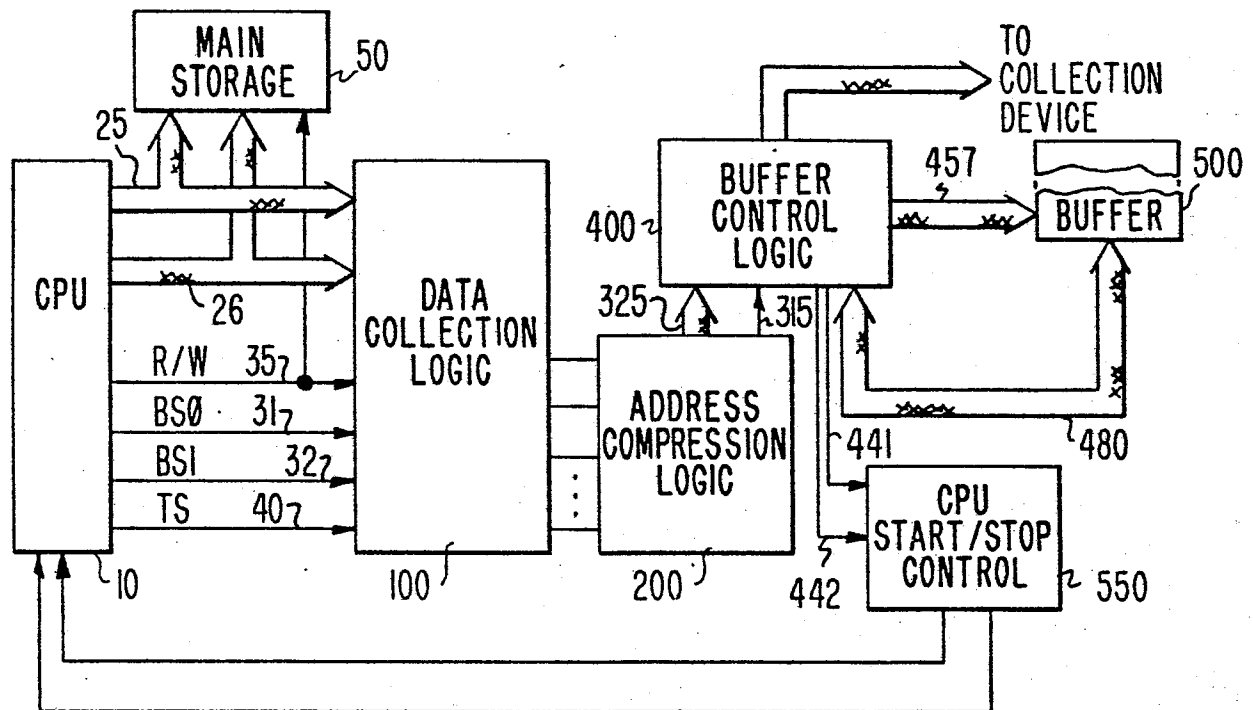 MAIN
STORAGE
50
TO
COLLECTION
DEVICE
25
457
500
BUFFER
CONTROL
LOGIC
400
BUFFER
CPU
26
DATA
COLLECTION
LOGIC
325
315
R/W 35
BSØ 31
BS1 32
TS 40
ADDRESS
COMPRESSION
LOGIC
441
480
CPU
START/STOP
CONTROL
10
100
200
442
550